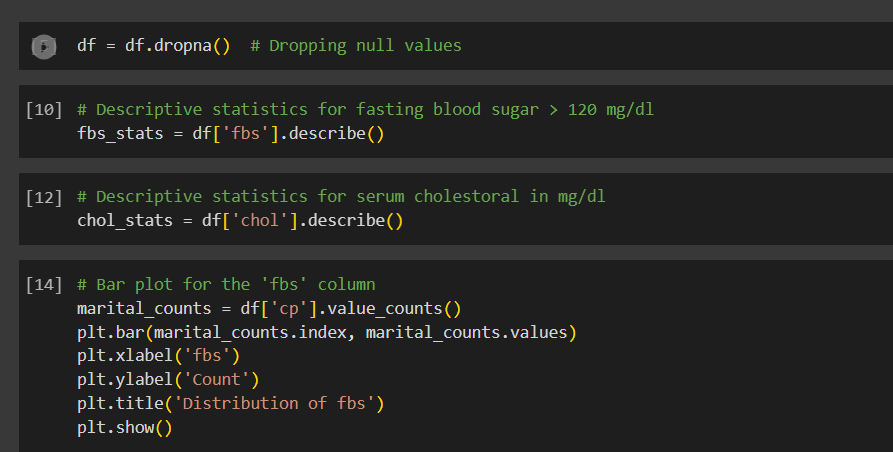 df = df.dropna()  # Dropping null values
[10] # Descriptive statistics for fasting blood sugar > 120 mg/dl
fbs_stats = df['fbs'].describe()
[12] # Descriptive statistics for serum cholestoral in mg/dl
chol_stats = df['chol'].describe()
[14] # Bar plot for the 'fbs' column
marital_counts = df['cp'].value_counts()
plt.bar(marital_counts.index, marital_counts.values)
plt.xlabel('fbs')
plt.ylabel('Count')
plt.title('Distribution of fbs')
plt.show()